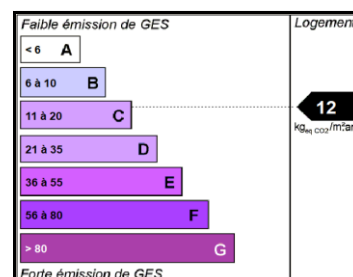 Faible émission de GES
Logement
< 6 A
6 à 10 B
11 à 20 C
12
kgeq CO2/m².an
21 à 35 D
36 à 55 E
56 à 80 F
> 80 G
Forte émission de GES